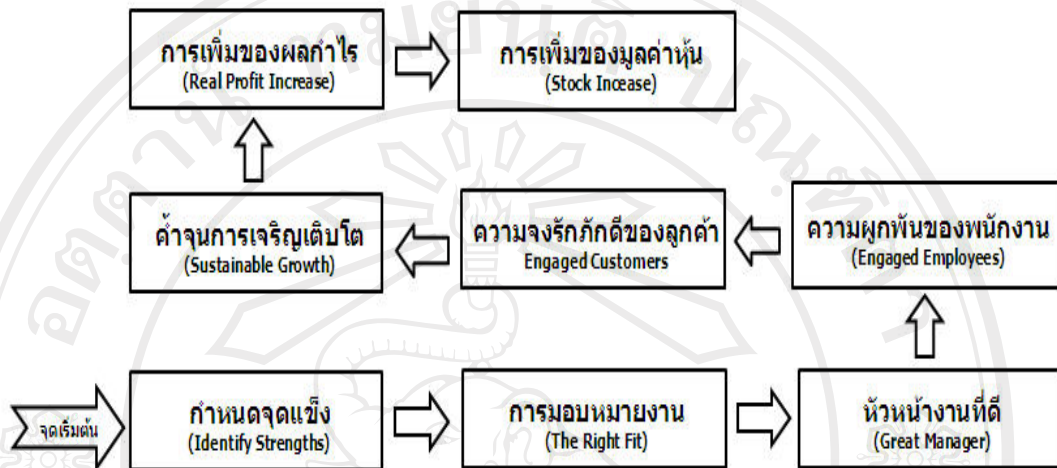 การเพิ่มของผลกำไร
(Real Profit Increase)
การเพิ่มของมูลค่าหุ้น
(Stock Incease)
ค้ำจุนการเจริญเติบโต
(Sustainable Growth)
ความจงรักภักดีของลูกค้า
Engaged Customers
ความผูกพันของพนักงาน
(Engaged Employees)
จุดเริ่มต้น
กำหนดจุดแข็ง
(Identify Strengths)
การมอบหมายงาน
(The Right Fit)
หัวหน้างานที่ดี
(Great Manager)